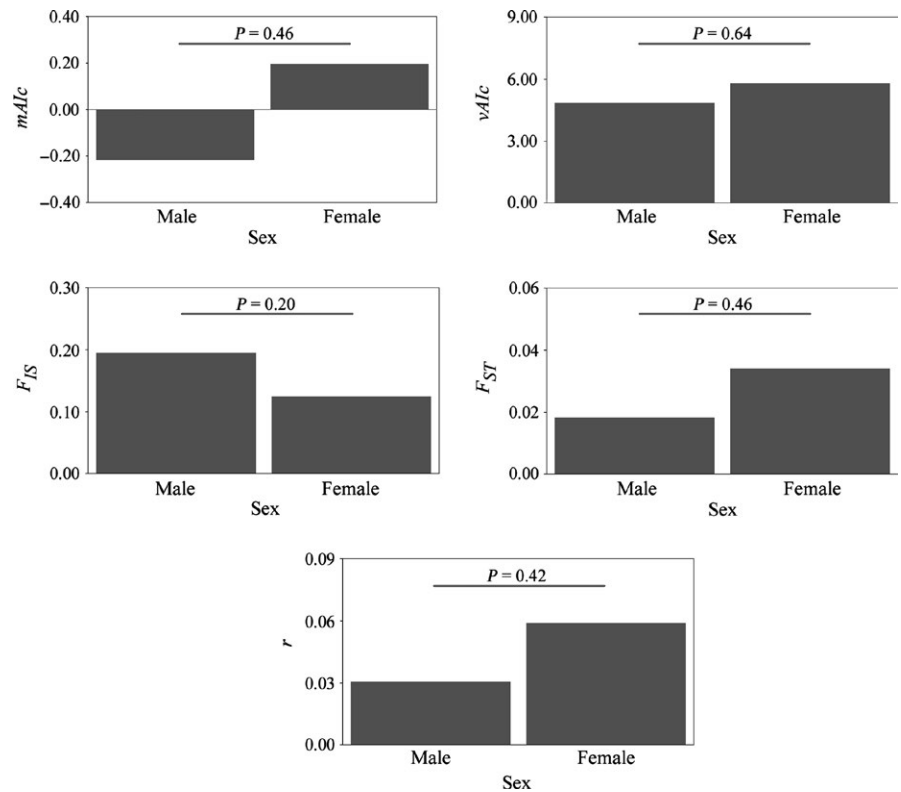 0.40
0.20
0.00
−0.20
−0.40
mAIc
P = 0.46
Male
Female
Sex
9.00
6.00
3.00
0.00
vAIc
P = 0.64
Male
Female
Sex
0.30
0.20
0.10
0.00
FIS
P = 0.20
Male
Female
Sex
0.06
0.04
0.02
0.00
FST
P = 0.46
Male
Female
Sex
0.09
0.06
0.03
0.00
r
P = 0.42
Male
Female
Sex